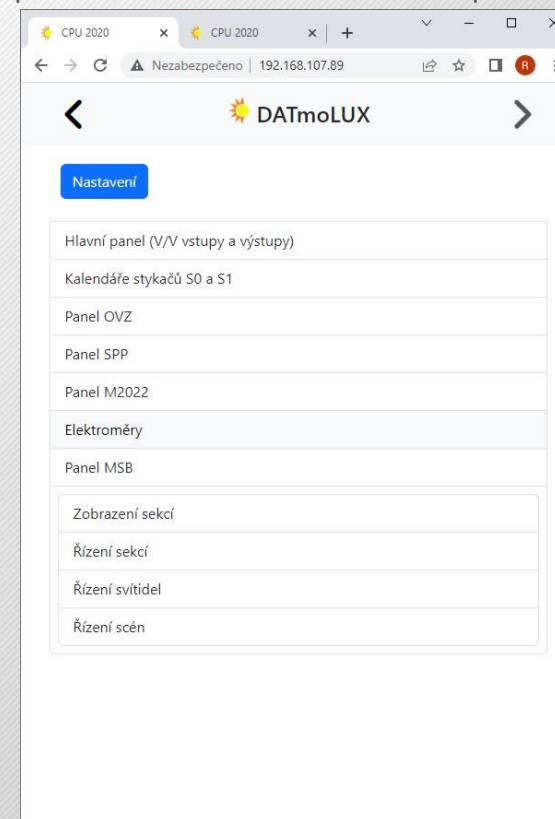 CPU 2020
CPU 2020
Nezabezpečeno | 192.168.107.89
R
DATmoLUX
Nastavení
Hlavní panel (V/V vstupy a výstupy)
Kalendáře stykačů S0 a S1
Panel OVZ
Panel SPP
Panel M2022
Elektroměry
Panel MSB
Zobrazení sekcí
Řízení sekcí
Řízení svítidel
Řízení scén